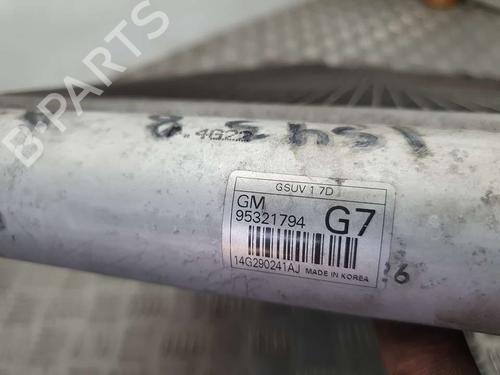 B-PARTS
GSUV 1.7D
GM
95321794
G7
14G290241AJ MADE IN KOREA